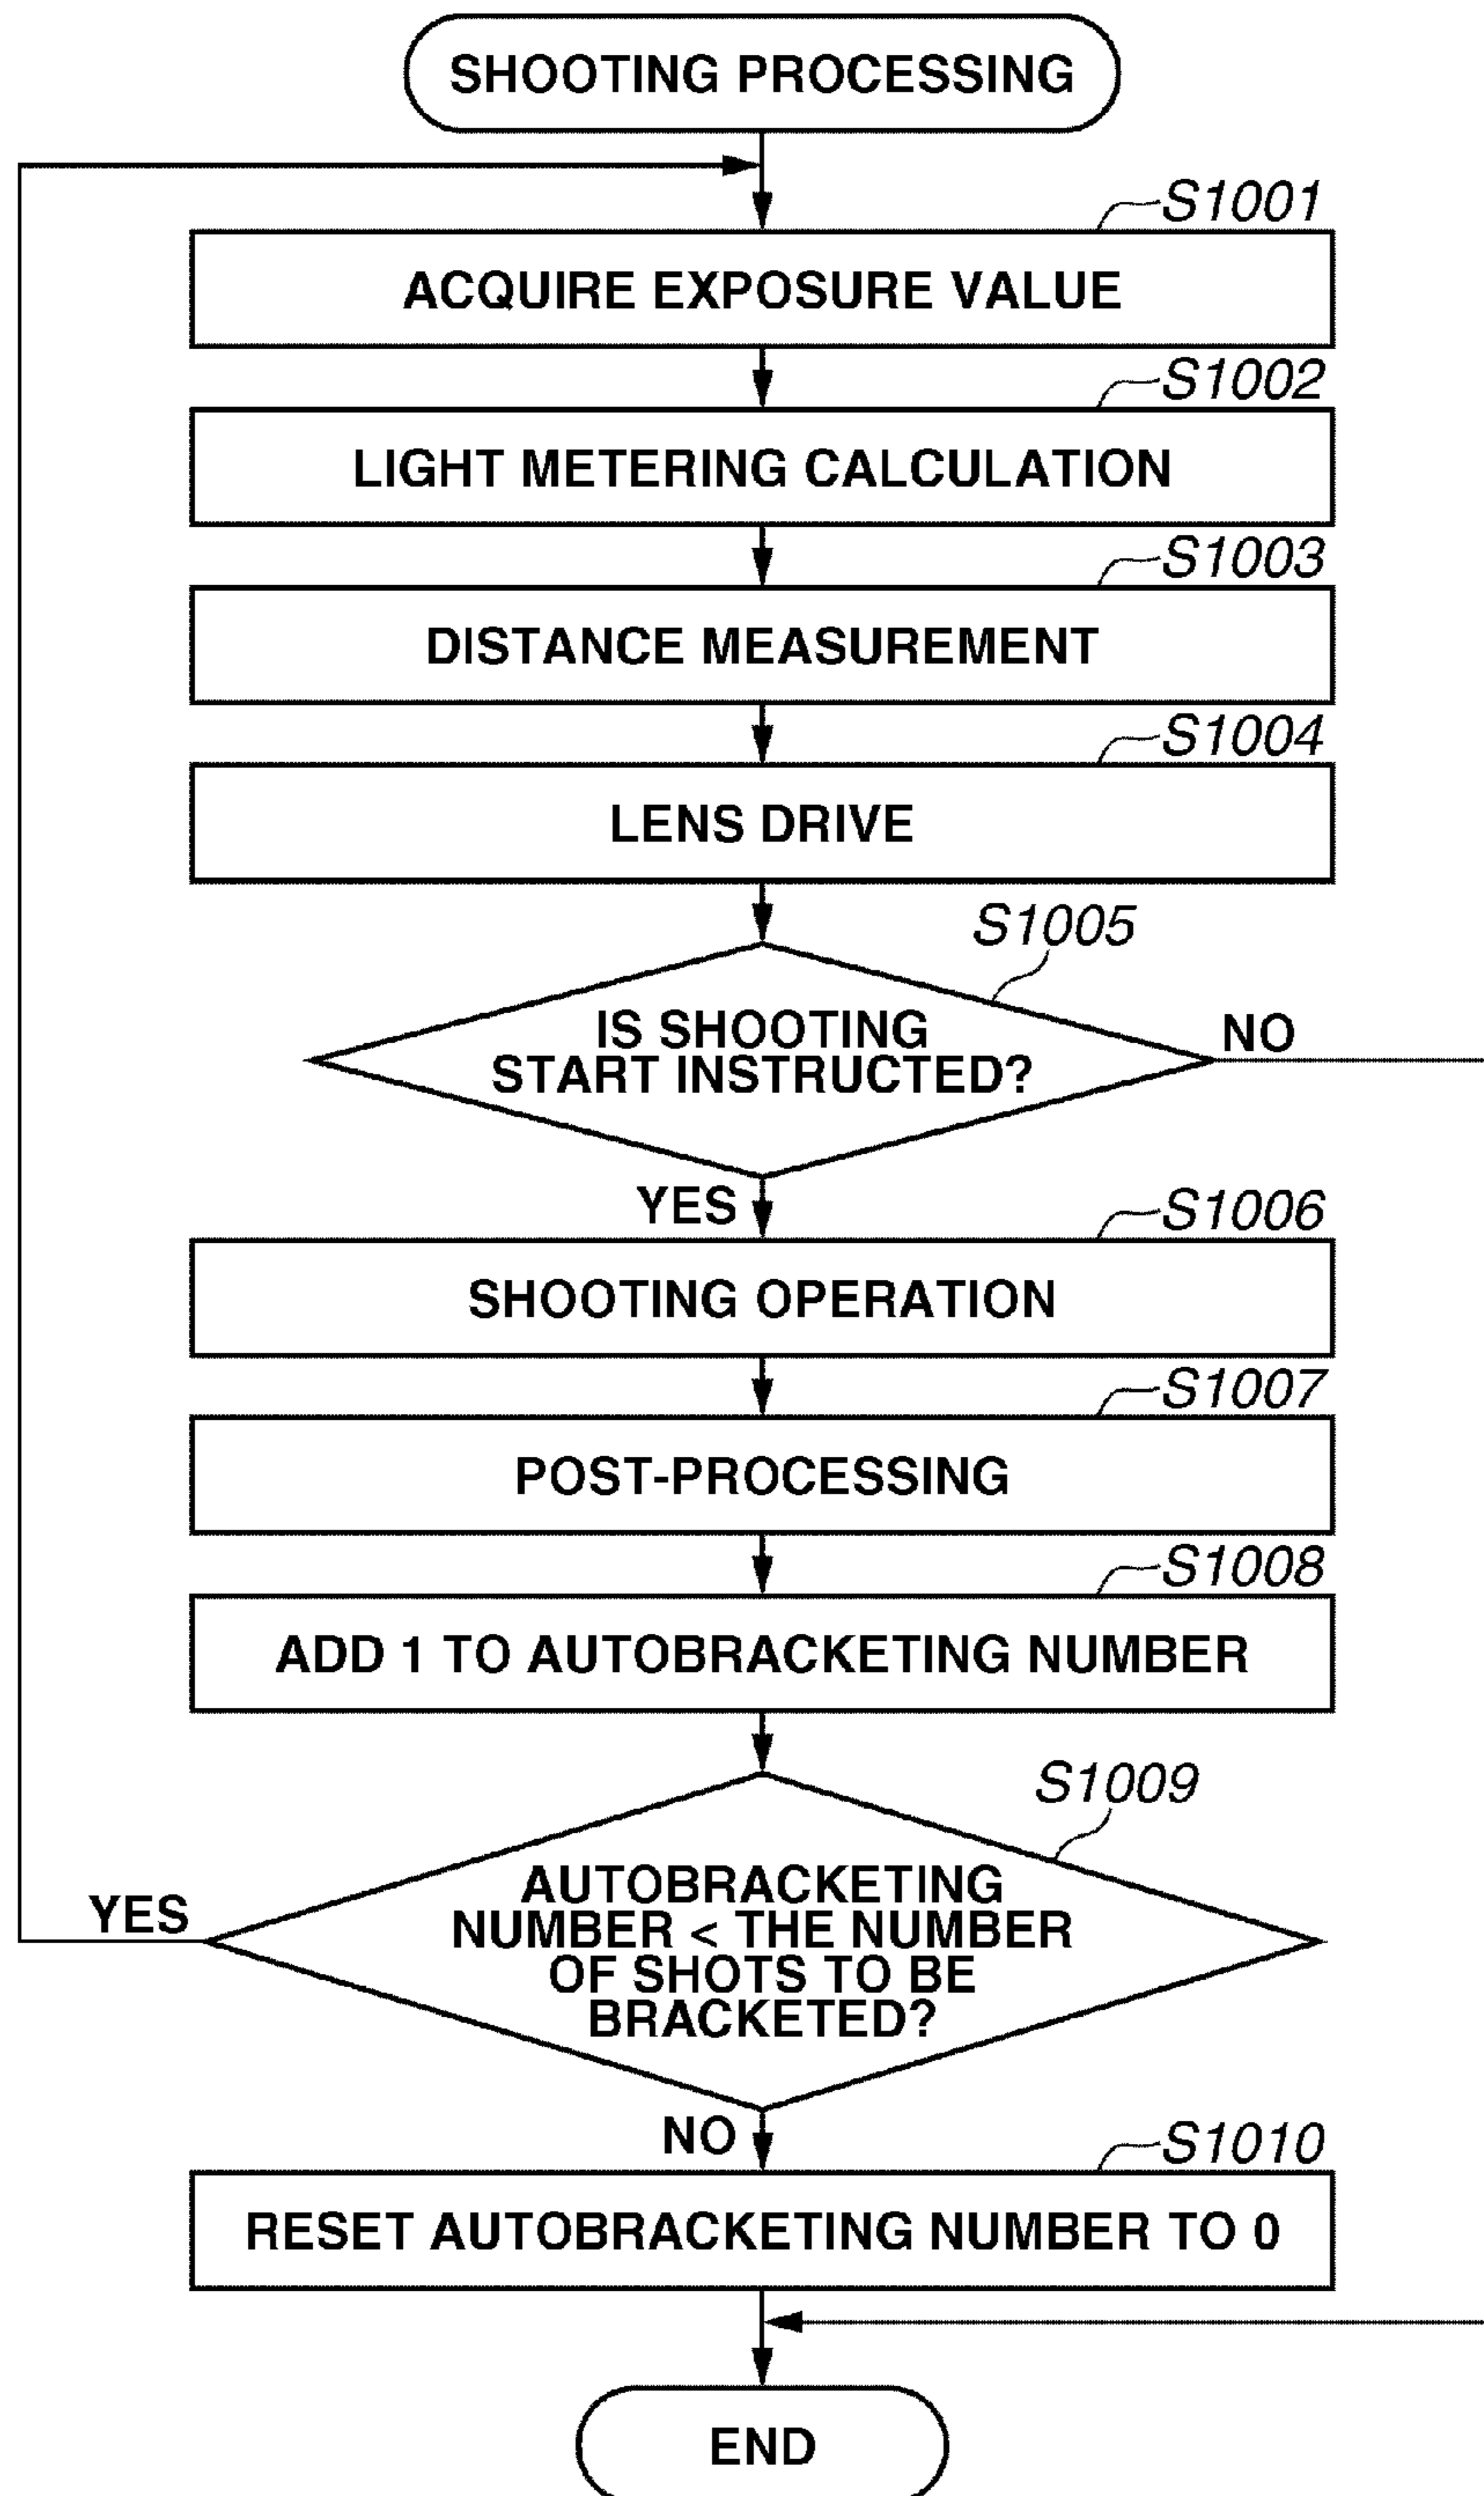 SHOOTING PROCESSING
S1001
ACQUIRE EXPOSURE VALUE
S1002
LIGHT METERING CALCULATION
S1003
DISTANCE MEASUREMENT
S1004
LENS DRIVE
S1005
IS SHOOTING
START INSTRUCTED?
NO
YES
S1006
SHOOTING OPERATION
S1007
POST-PROCESSING
S1008
ADD 1 TO AUTOBRACKETING NUMBER
S1009
AUTOBRACKETING
NUMBER < THE NUMBER
OF SHOTS TO BE
BRACKETED?
YES
NO
S1010
RESET AUTOBRACKETING NUMBER TO 0
END